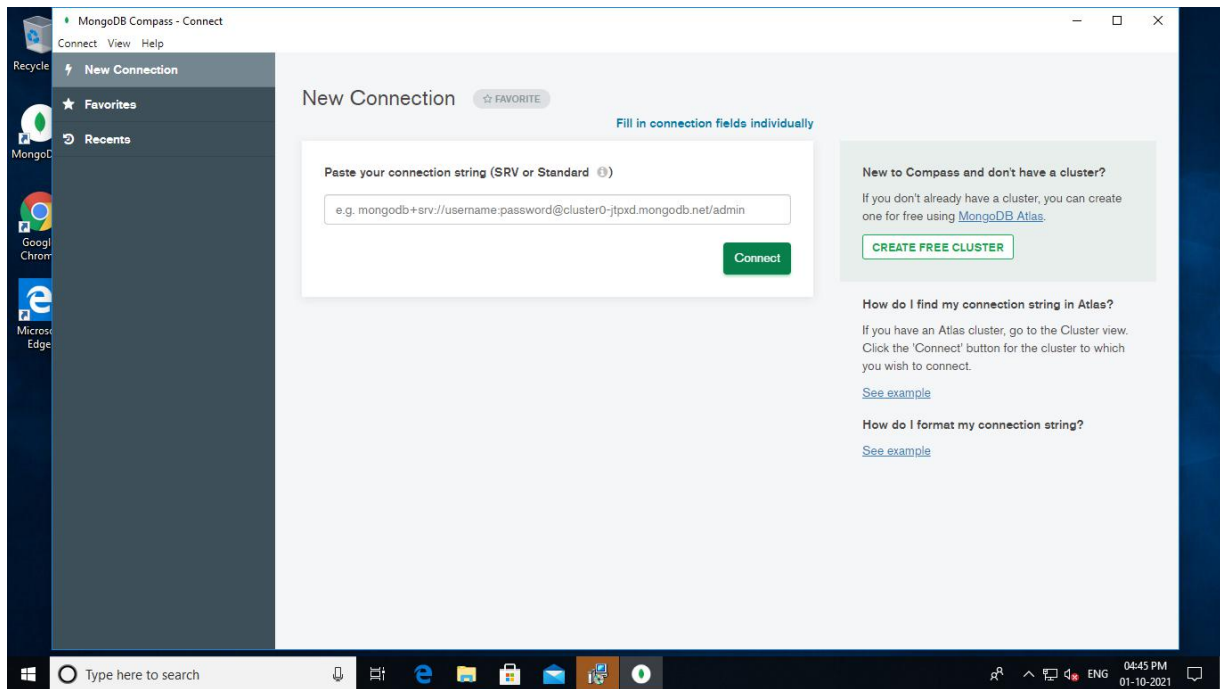 MongoDB Compass - Connect
Connect View Help
Recycle
New Connection
Favorites
Recents
MongoD
Googl
Chrom
Microso
Edge
New Connection
FAVORITE
Fill in connection fields individually
Paste your connection string (SRV or Standard )
e.g. mongodb+srv://username:password@cluster0-jtpxd.mongodb.net/admin
Connect
New to Compass and don't have a cluster?
If you don't already have a cluster, you can create
one for free using MongoDB Atlas.
CREATE FREE CLUSTER
How do I find my connection string in Atlas?
If you have an Atlas cluster, go to the Cluster view.
Click the 'Connect' button for the cluster to which
you wish to connect.
See example
How do I format my connection string?
See example
Type here to search
ENG
04:45 PM
01-10-2021